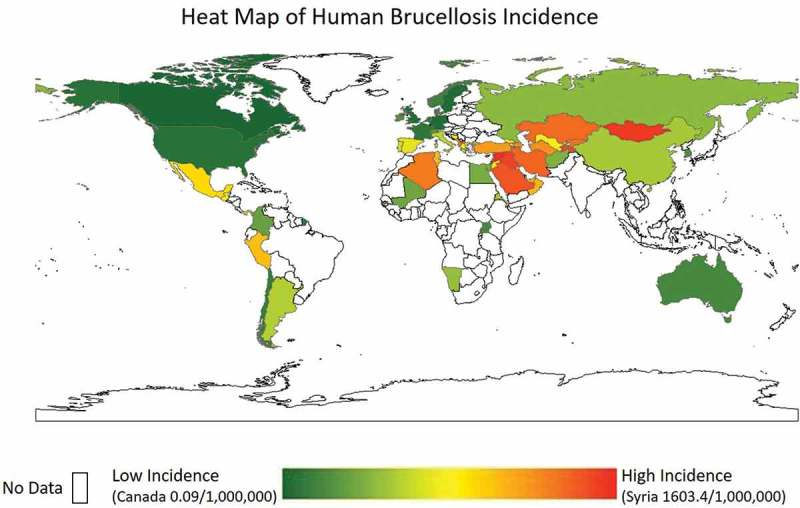 Heat Map of Human Brucellosis Incidence
No Data
Low Incidence
(Canada 0.09/1,000,000)
High Incidence
(Syria 1603.4/1,000,000)